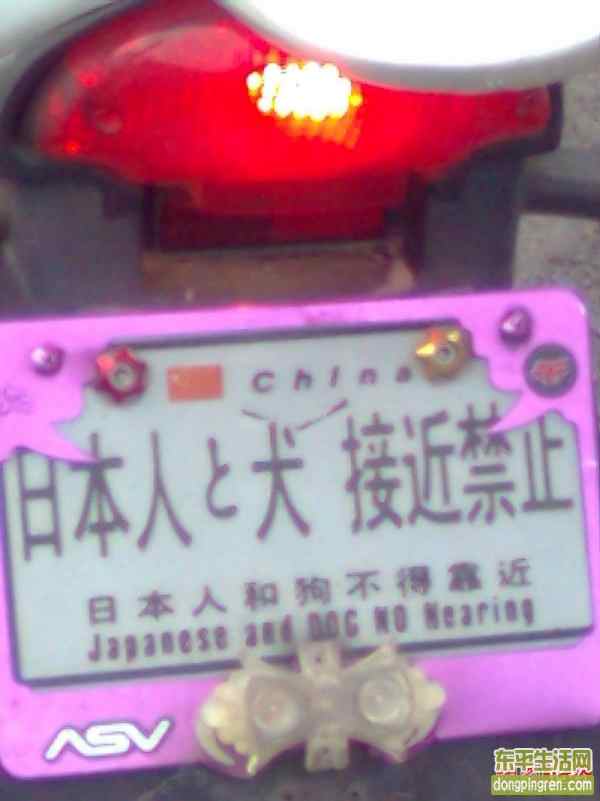 China
日本人と犬 接近禁止
日本人和狗不得靠近
Japanese and DOG NO Nearing
ASV
东平生活网
dongpingren.com